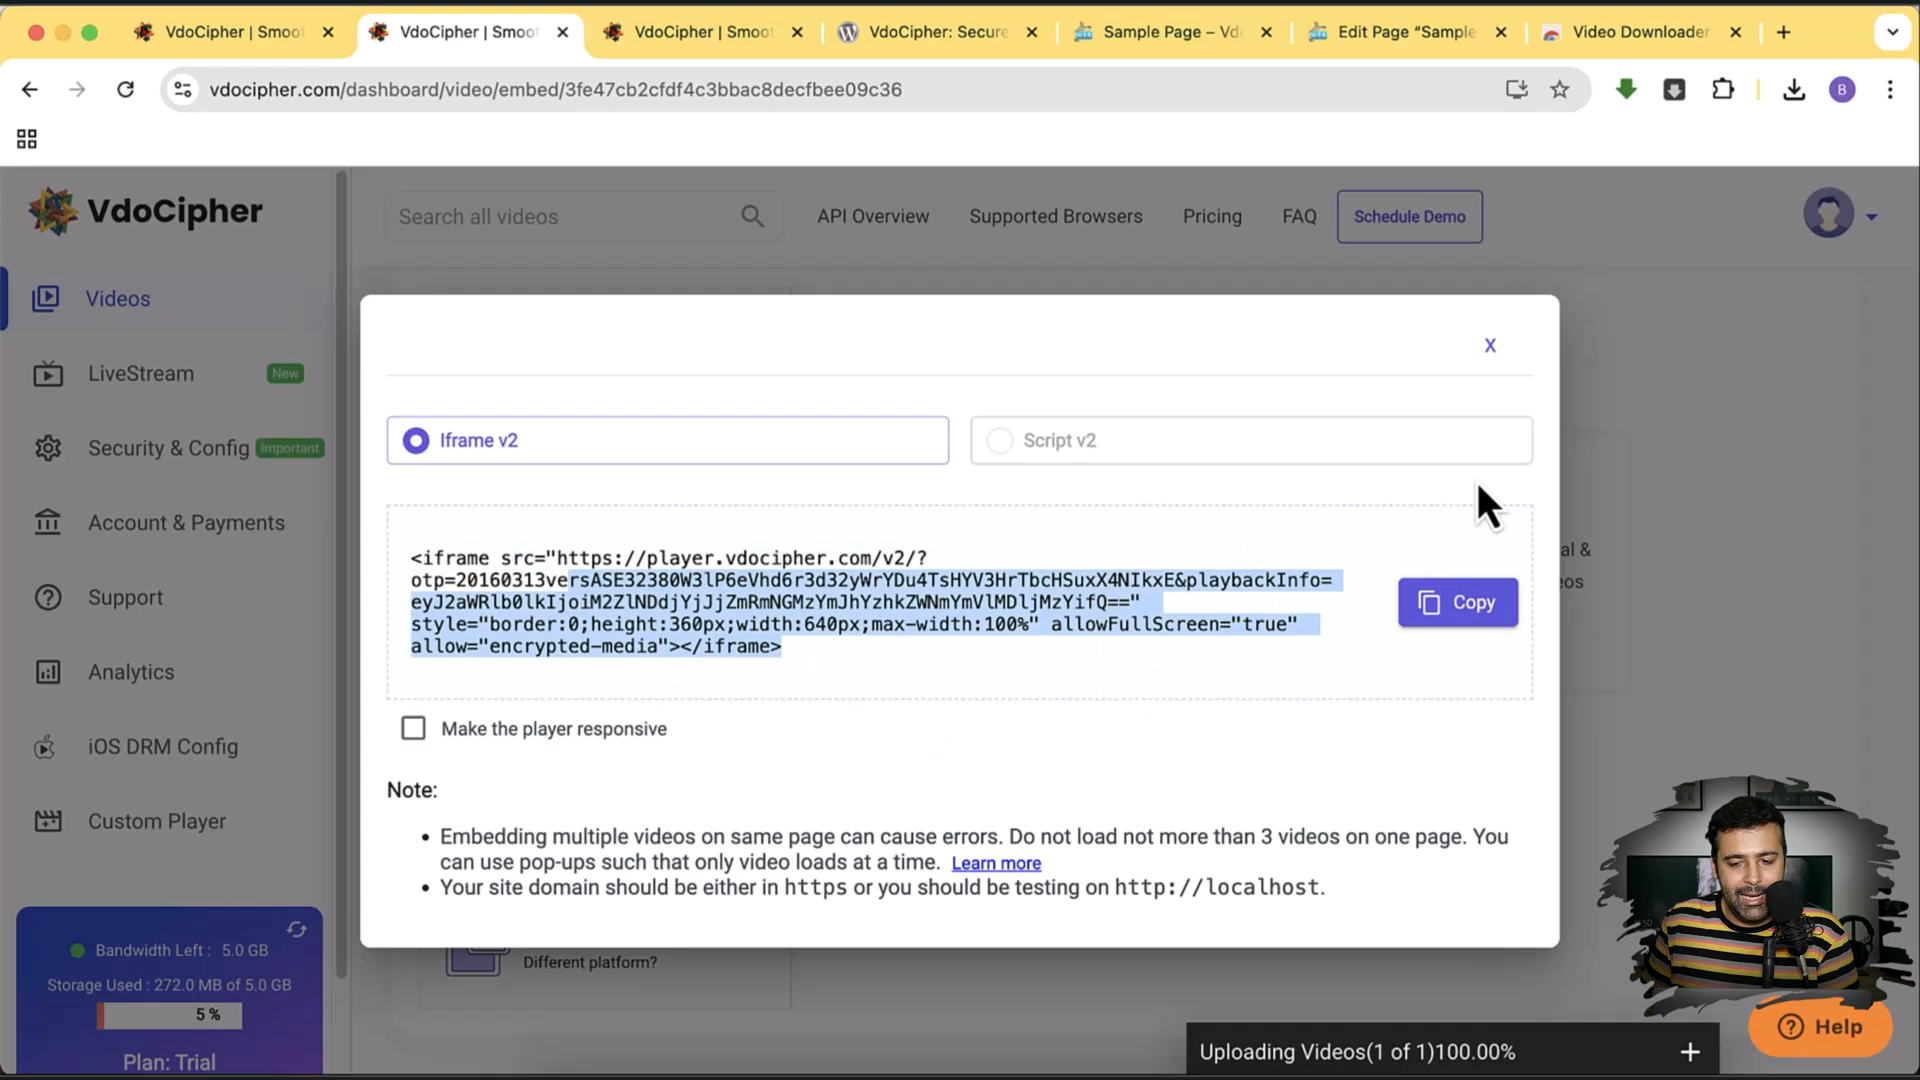 VdoCipher | Smoot
VdoCipher | Smoot
VdoCipher | Smoot
VdoCipher: Secure
Sample Page – Vd
Edit Page “Sample
Video Downloader
vdocipher.com/dashboard/video/embed/3fe47cb2cfdf4c3bbac8decfbee09c36
B
VdoCipher
Search all videos
API Overview
Supported Browsers
Pricing
FAQ
Schedule Demo
Videos
LiveStream
New
Security & Config
Important
Account & Payments
Support
Analytics
iOS DRM Config
Custom Player
Bandwidth Left : 5.0 GB
Storage Used : 272.0 MB of 5.0 GB
5 %
Plan: Trial
X
Iframe v2
Script v2
<iframe src="https://player.vdocipher.com/v2/?
otp=20160313versASE32380W3lP6eVhd6r3d32yWrYDu4TsHYV3HrTbcHSuxX4NIkxE&playbackInfo=
eyJ2aWRlb0lkIjoiM2ZlNDdjYjJjZmRmNGMzYmJhYzhkZWNmYmVlMDljMzYifQ=="
style="border:0;height:360px;width:640px;max-width:100%" allowFullScreen="true"
allow="encrypted-media"></iframe>
Copy
Make the player responsive
Note:
• Embedding multiple videos on same page can cause errors. Do not load not more than 3 videos on one page. You
can use pop-ups such that only video loads at a time. Learn more
• Your site domain should be either in https or you should be testing on http://localhost.
al &
eos
Different platform?
Uploading Videos(1 of 1)100.00%
Help